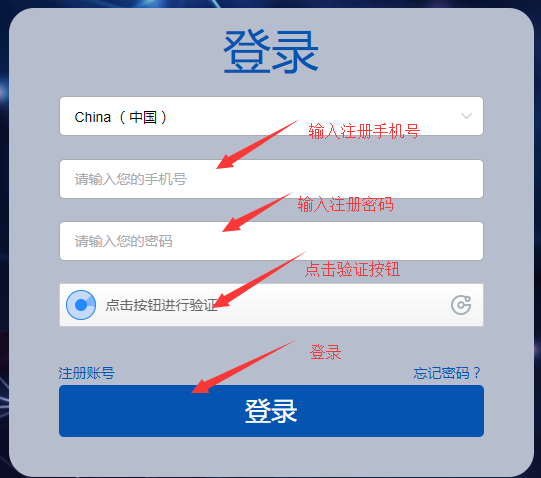 登录
China（中国）
输入注册手机号
请输入您的手机号
输入注册密码
请输入您的密码
点击验证按钮
点击按钮进行验证
登录
注册账号
忘记密码？
登录